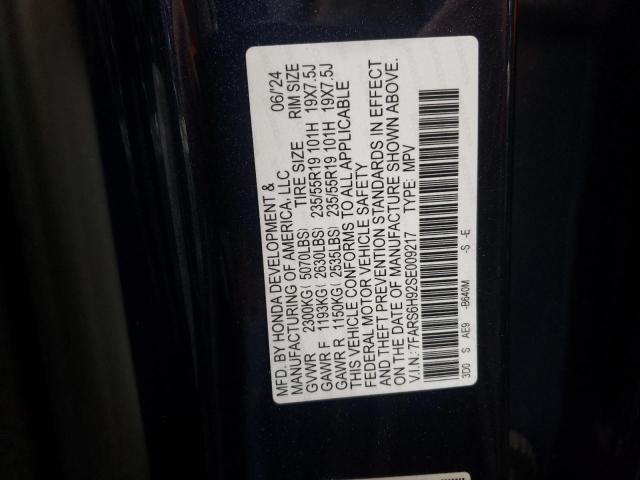 MFD. BY HONDA DEVELOPMENT &
MANUFACTURING OF AMERICA, LLC 06/'24
GVWR 2300KG ( 5070LBS) TIRE SIZE RIM SIZE
GAWR F 1193KG ( 2630LBS) 235/55R19 101H 19X7.5J
GAWR R 1150KG ( 2535LBS) 235/55R19 101H 19X7.5J
THIS VEHICLE CONFORMS TO ALL APPLICABLE
FEDERAL MOTOR VEHICLE SAFETY
AND THEFT PREVENTION STANDARDS IN EFFECT
ON THE DATE OF MANUFACTURE SHOWN ABOVE.
V.I.N.: 7FARS6H92SE009217 TYPE: MPV
3D0 S AE9 -B640M -S -E